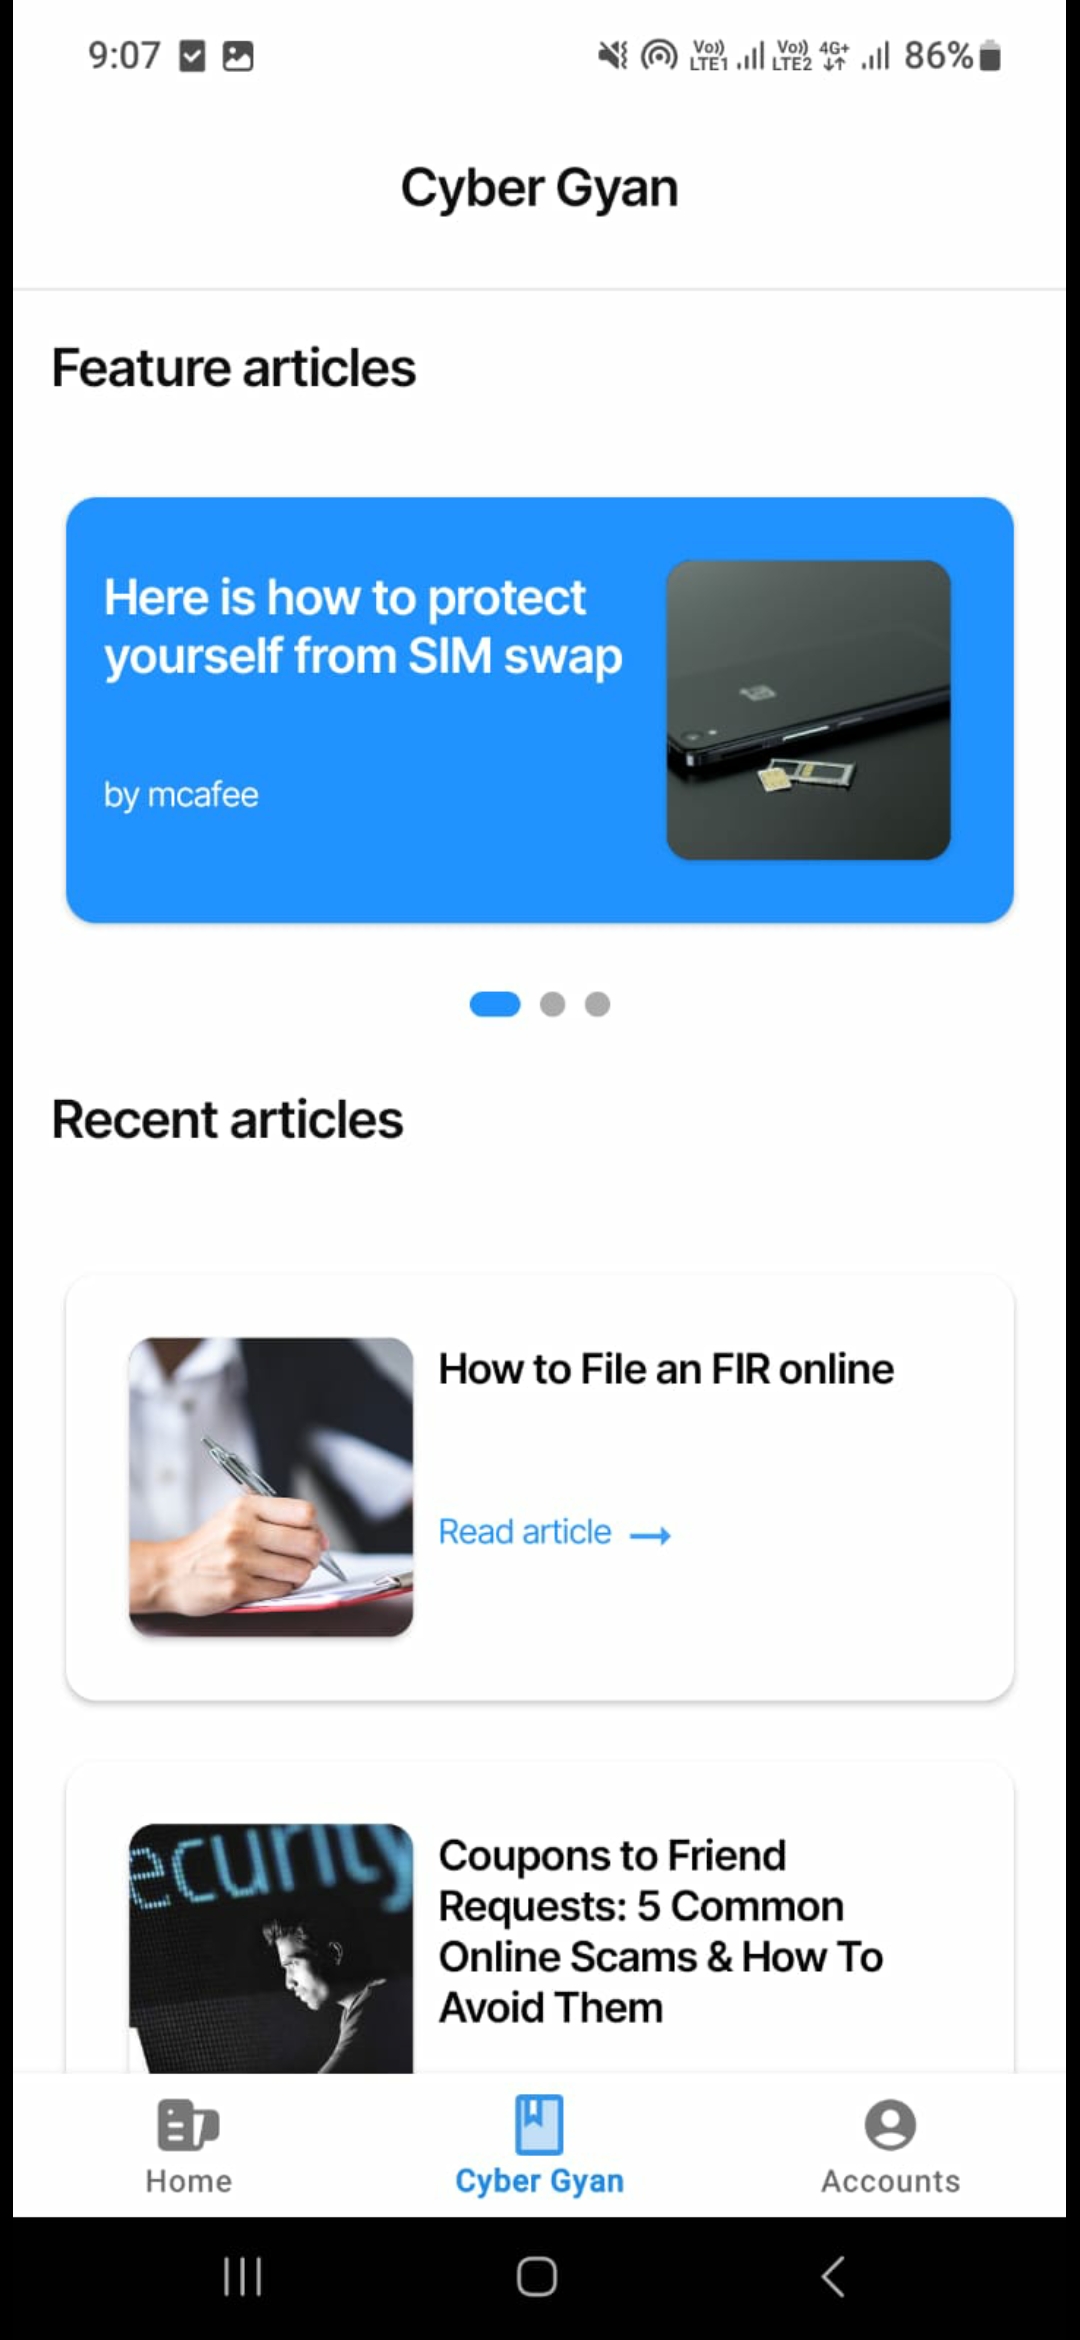 9:07
Vo)) LTE1 Vo)) LTE2 4G+ 86%
Cyber Gyan
Feature articles
Here is how to protect
yourself from SIM swap
by mcafee
Recent articles
How to File an FIR online
Read article
ecurity
Coupons to Friend
Requests: 5 Common
Online Scams & How To
Avoid Them
Home
Cyber Gyan
Accounts